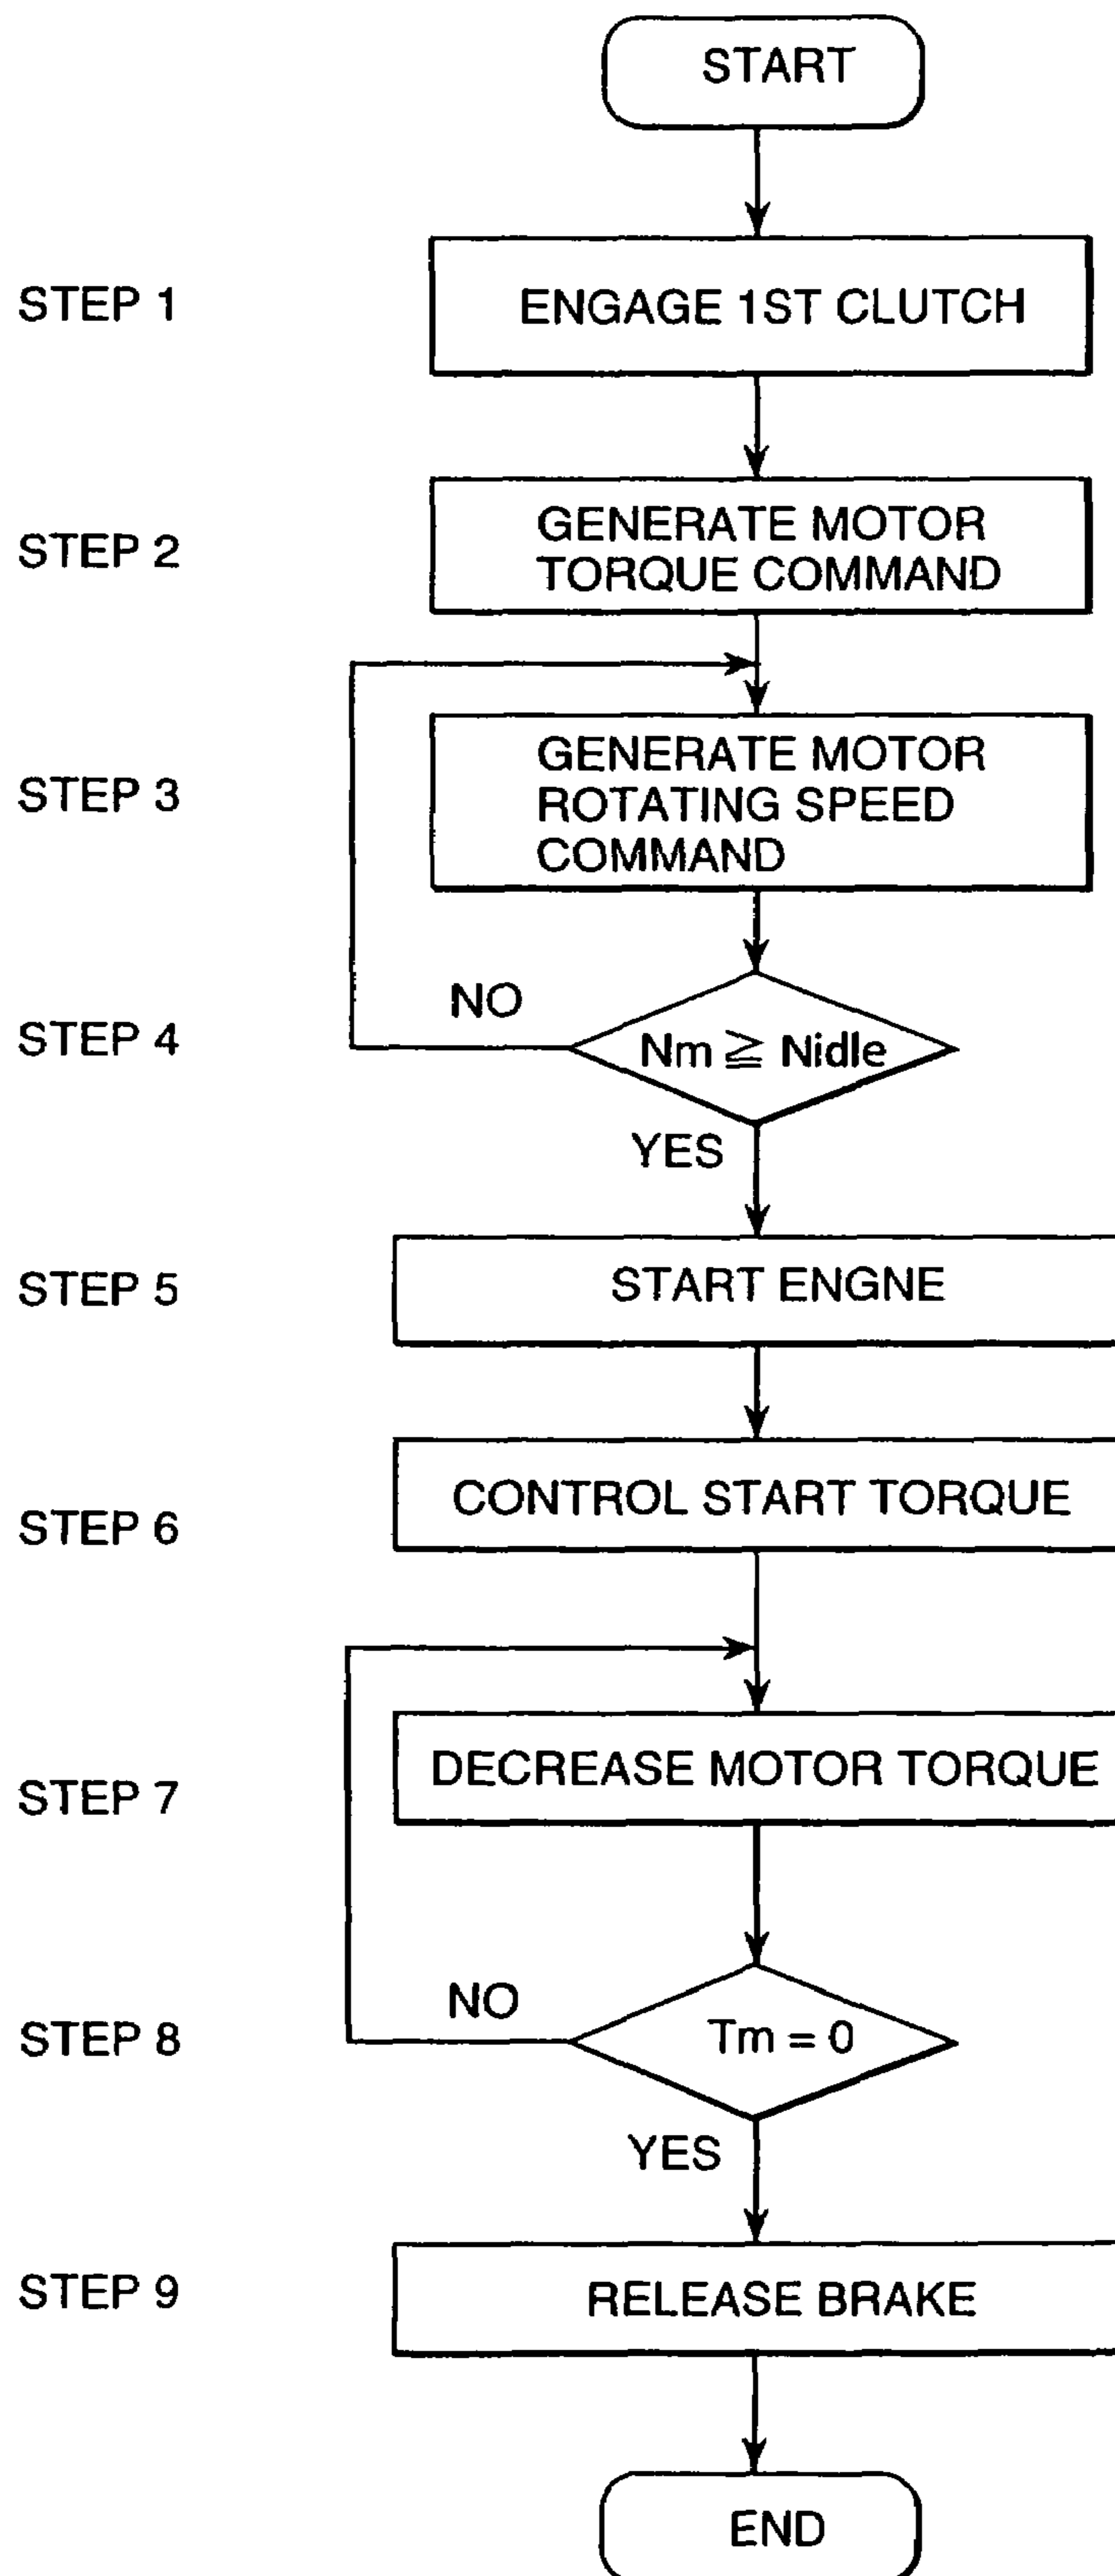 START
STEP 1
ENGAGE 1ST CLUTCH
STEP 2
GENERATE MOTOR
TORQUE COMMAND
STEP 3
GENERATE MOTOR
ROTATING SPEED
COMMAND
STEP 4
NO
Nm ≧ Nidle
YES
STEP 5
START ENGNE
STEP 6
CONTROL START TORQUE
STEP 7
DECREASE MOTOR TORQUE
STEP 8
NO
Tm = 0
YES
STEP 9
RELEASE BRAKE
END